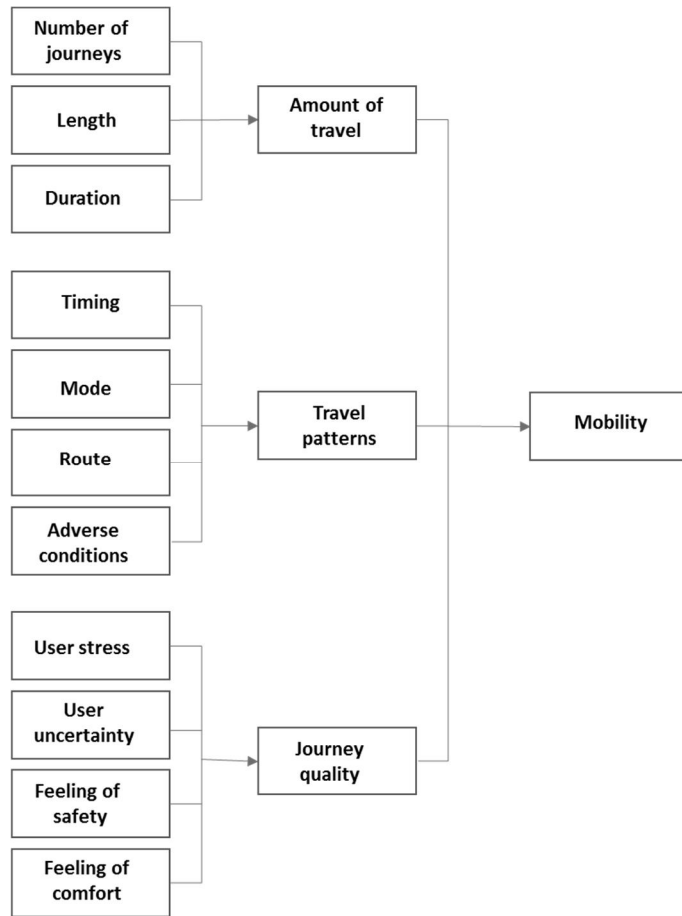 Number of
journeys
Length
Duration
Amount of
travel
Timing
Mode
Route
Adverse
conditions
Travel
patterns
Mobility
User stress
User
uncertainty
Feeling of
safety
Feeling of
comfort
Journey
quality